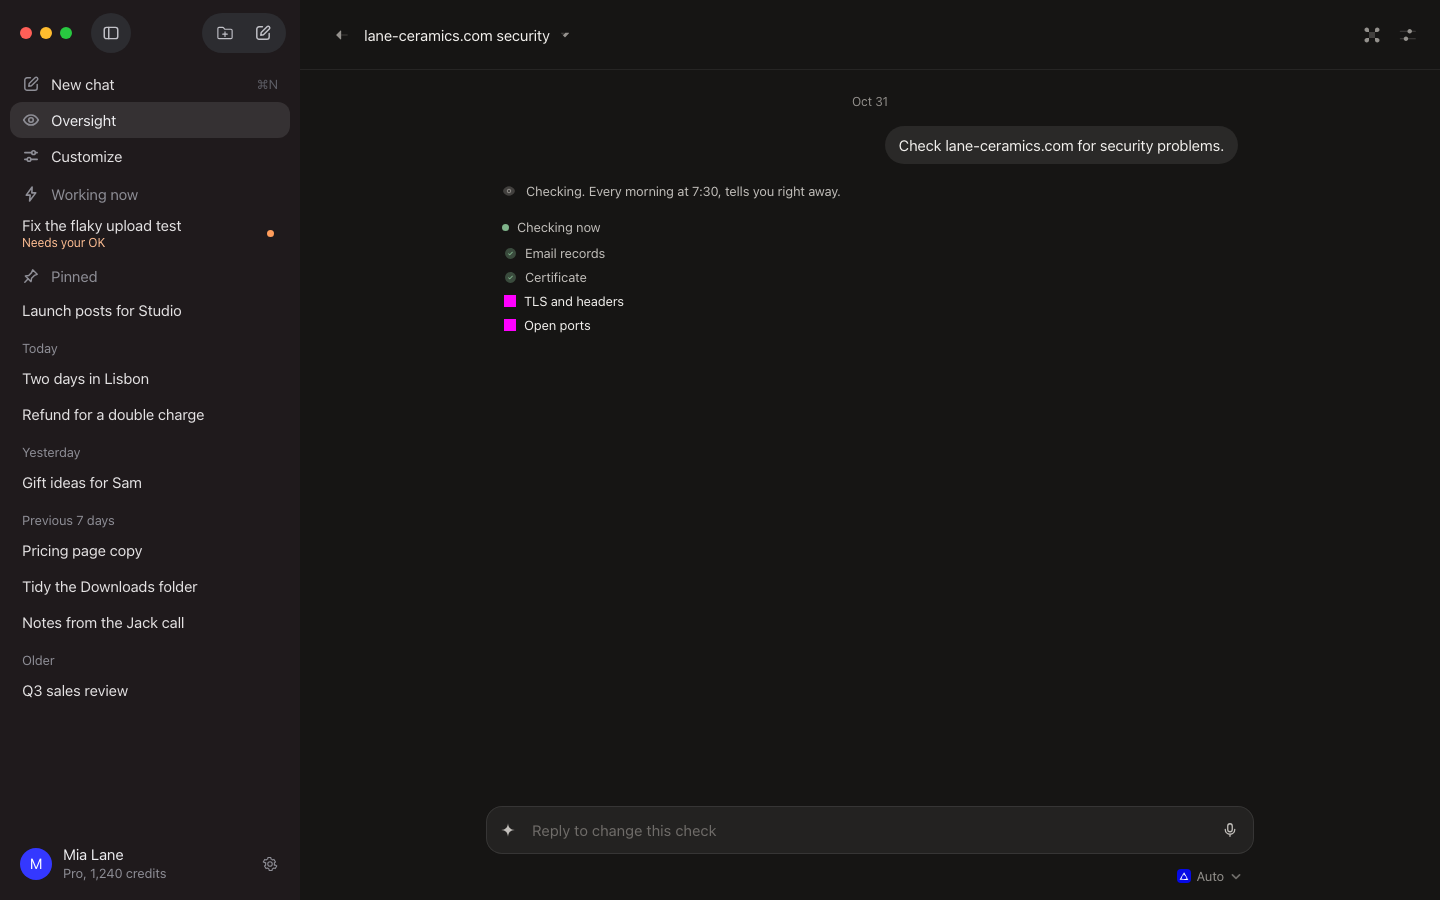 New chat
⌘N
Oversight
Customize
Working now
Fix the flaky upload test
Needs your OK
Pinned
Launch posts for Studio
Today
Two days in Lisbon
Refund for a double charge
Yesterday
Gift ideas for Sam
Previous 7 days
Pricing page copy
Tidy the Downloads folder
Notes from the Jack call
Older
Q3 sales review
M
Mia Lane
Pro, 1,240 credits
lane-ceramics.com security
Oct 31
Check lane-ceramics.com for security problems.
Checking. Every morning at 7:30, tells you right away.
Checking now
Email records
Certificate
TLS and headers
Open ports
Reply to change this check
Auto